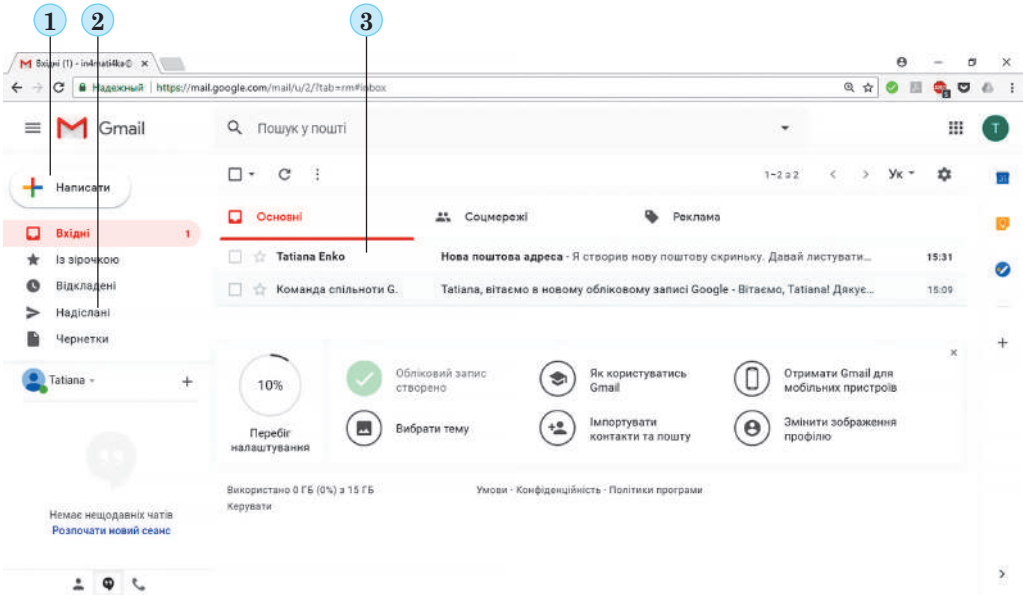 1 2 3
Вхідні (1) - in4mati4ka@
Надежный https://mail.google.com/mail/u/2/?tab=rm#inbox
Gmail Пошук у пошті T
Написати 1–2 з 2 Ук
Основні Соцмережі Реклама
Вхідні 1
Із зірочкою Tatiana Enko Нова поштова адреса - Я створив нову поштову скриньку. Давай листувати... 15:31
Відкладені Команда спільноти G. Tatiana, вітаємо в новому обліковому записі Google - Вітаємо, Tatiana! Дякує... 15:09
Надіслані
Чернетки
Tatiana
10%
Перебіг
налаштування
Обліковий запис
створено
Як користуватись
Gmail
Отримати Gmail для
мобільних пристроїв
Вибрати тему
Імпортувати
контакти та пошту
Змінити зображення
профілю
Використано 0 ГБ (0%) з 15 ГБ
Керувати
Умови - Конфіденційність - Політики програми
Немає нещодавніх чатів
Розпочати новий сеанс